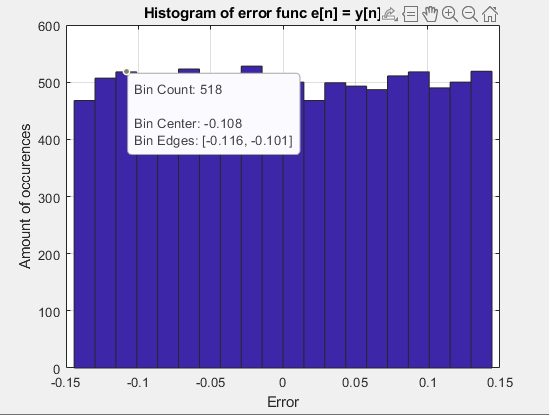 Histogram of error func e[n] = y[n]
600
500
400
300
200
100
0
Amount of occurences
Bin Count: 518
Bin Center: -0.108
Bin Edges: [-0.116, -0.101]
-0.15
-0.1
-0.05
0
0.05
0.1
0.15
Error